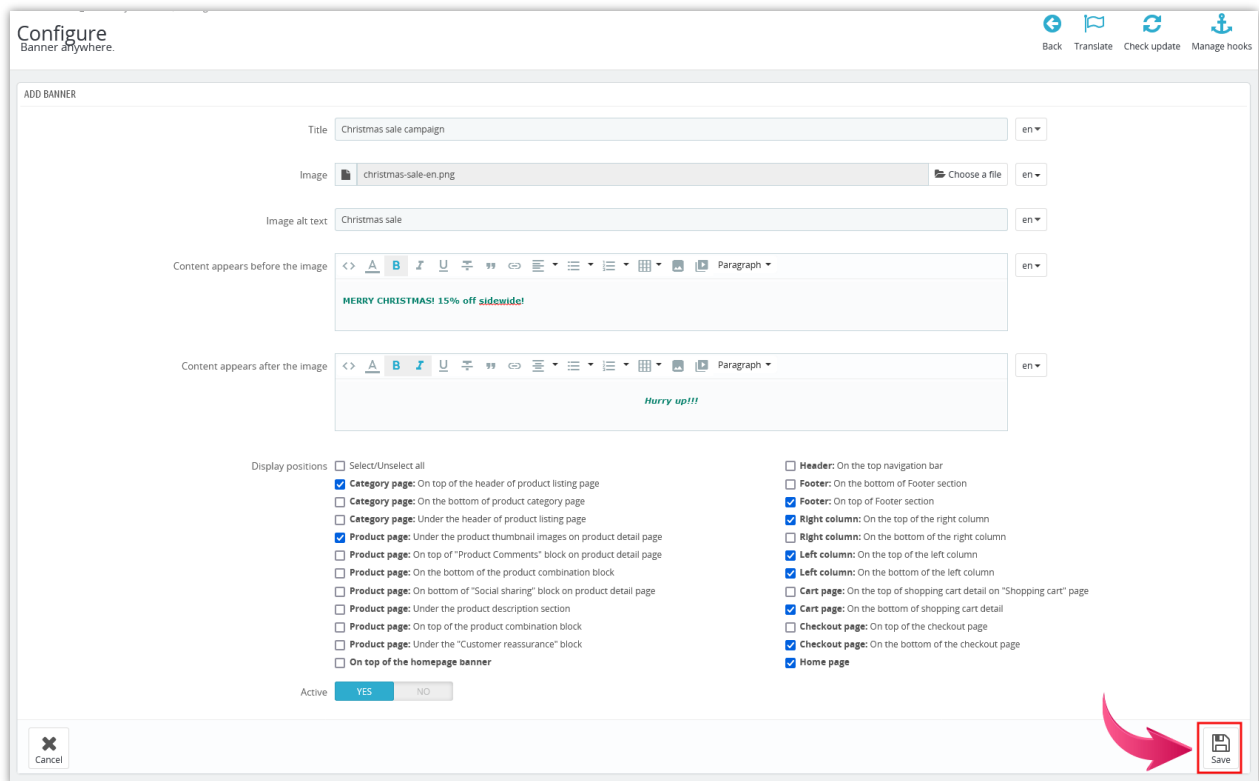 Configure
Banner anywhere.
Back Translate Check update Manage hooks
ADD BANNER
Title Christmas sale campaign en
Image christmas-sale-en.png Choose a file en
Image alt text Christmas sale en
Content appears before the image <> A B I U Paragraph en
MERRY CHRISTMAS! 15% off sidewide!
Content appears after the image <> A B I U Paragraph en
Hurry up!!!
Display positions Select/Unselect all Header: On the top navigation bar
Category page: On top of the header of product listing page Footer: On the bottom of Footer section
Category page: On the bottom of product category page Footer: On top of Footer section
Category page: Under the header of product listing page Right column: On the top of the right column
Product page: Under the product thumbnail images on product detail page Right column: On the bottom of the right column
Product page: On top of "Product Comments" block on product detail page Left column: On the top of the left column
Product page: On the bottom of the product combination block Left column: On the bottom of the left column
Product page: On bottom of "Social sharing" block on product detail page Cart page: On the top of shopping cart detail on "Shopping cart" page
Product page: Under the product description section Cart page: On the bottom of shopping cart detail
Product page: On top of the product combination block Checkout page: On top of the checkout page
Product page: Under the "Customer reassurance" block Checkout page: On the bottom of the checkout page
On top of the homepage banner Home page
Active YES NO
Cancel Save